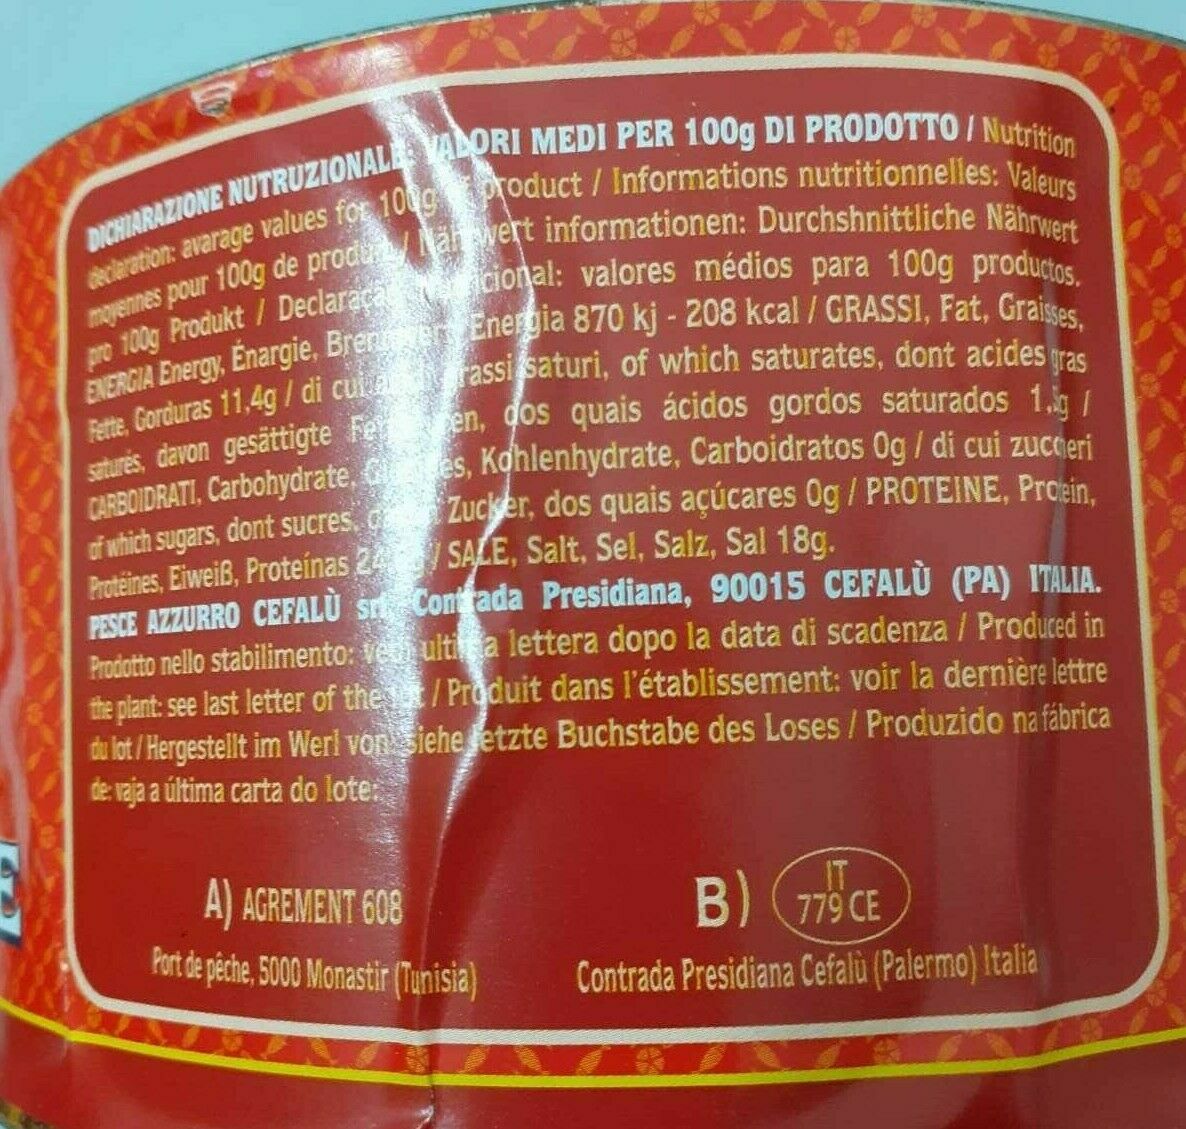 DICHIARAZIONE NUTRUZIONALE: VALORI MEDI PER 100g DI PRODOTTO / Nutrition
declaration: avarage values for 100g product / Informations nutritionnelles: Valeurs
moyennes pour 100g de produit / Nährwert informationen: Durchshnittliche Nährwert
pro 100g Produkt / valores médios para 100g productos.
ENERGIA Energy, Énargie, Energia 870 kj - 208 kcal / GRASSI, Fat, Graisses,
Fette, Gorduras 11,4g / di cui saturi, of which saturates, dont acides gras
saturés, davon gesättigte dos quais ácidos gordos saturados /
CARBOIDRATI, Carbohydrate, Kohlenhydrate, Carboidratos 0g / di cui zuccheri
of which sugars, dont sucres, Zucker, dos quais açúcares 0g / PROTEINE, Protein,
Protéines, Eiweiß, Proteínas / SALE, Salt, Sel, Salz, Sal 18g.
PESCE AZZURRO CEFALÙ srl Contrada Presidiana, 90015 CEFALÙ (PA) ITALIA.
Prodotto nello stabilimento: vedi ultima lettera dopo la data di scadenza / Produced in
the plant: see last letter of the / Produit dans l'établissement: voir la dernière lettre
du lot / Hergestellt im Werl von: siehe letzte Buchstabe des Loses / Produzido na fábrica
de: vaja a última carta do lote:
A) AGREMENT 608
Port de pêche, 5000 Monastir (Tunisia)
B) IT
779 CE
Contrada Presidiana Cefalù (Palermo) Italia